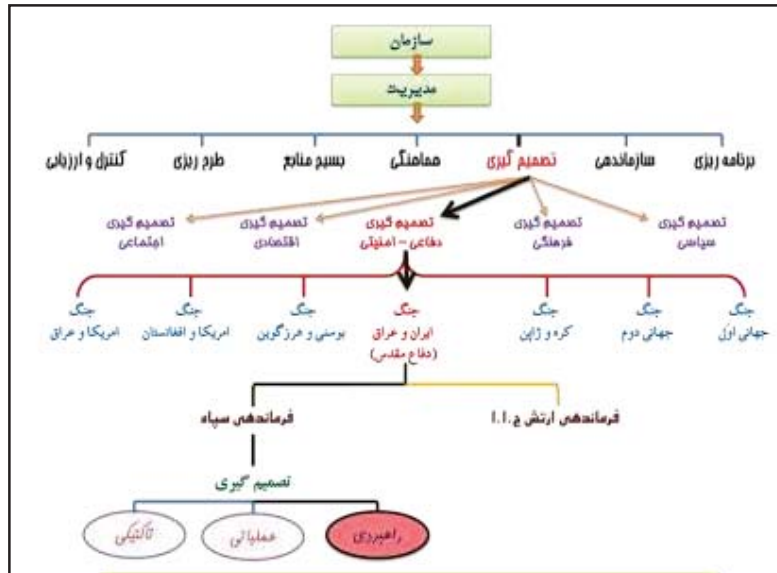 سازمان
مدیریت
برنامه ریزی سازماندهی تصمیم گیری هماهنگی بسیج منابع طرح ریزی کنترل و ارزیابی
تصمیم گیری تصمیم گیری تصمیم گیری تصمیم گیری تصمیم گیری
سیاسی فرهنگی دفاعی - امنیتی اقتصادی اجتماعی
جنگ جنگ جنگ جنگ جنگ جنگ جنگ
جهانی اوّل جهانی دوم کره و ژاپن ایران و عراق بوسنی و هرزگوین امریکا و افغانستان امریکا و عراق
(دفاع مقدس)
فرماندهی ارتش ج.ا.ا فرماندهی سپاه
تصمیم گیری
راهبردی عملیاتی تاکتیکی